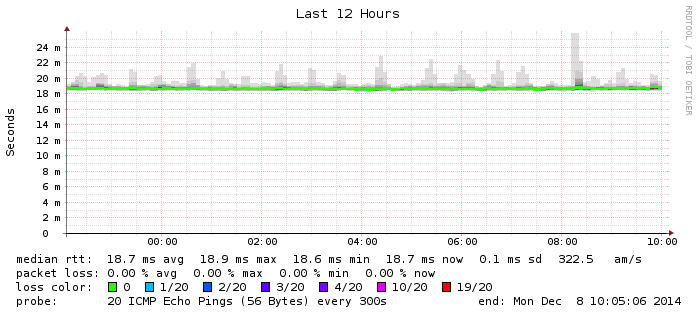 Last 12 Hours
RRDTOOL / TOBI OETIKER
Seconds
24 m
22 m
20 m
18 m
16 m
14 m
12 m
10 m
8 m
6 m
4 m
2 m
0
00:00 02:00 04:00 06:00 08:00 10:00
median rtt: 18.7 ms avg 18.9 ms max 18.6 ms min 18.7 ms now 0.1 ms sd 322.5 am/s
packet loss: 0.00 % avg 0.00 % max 0.00 % min 0.00 % now
loss color: 0 1/20 2/20 3/20 4/20 10/20 19/20
probe: 20 ICMP Echo Pings (56 Bytes) every 300s end: Mon Dec 8 10:05:06 2014